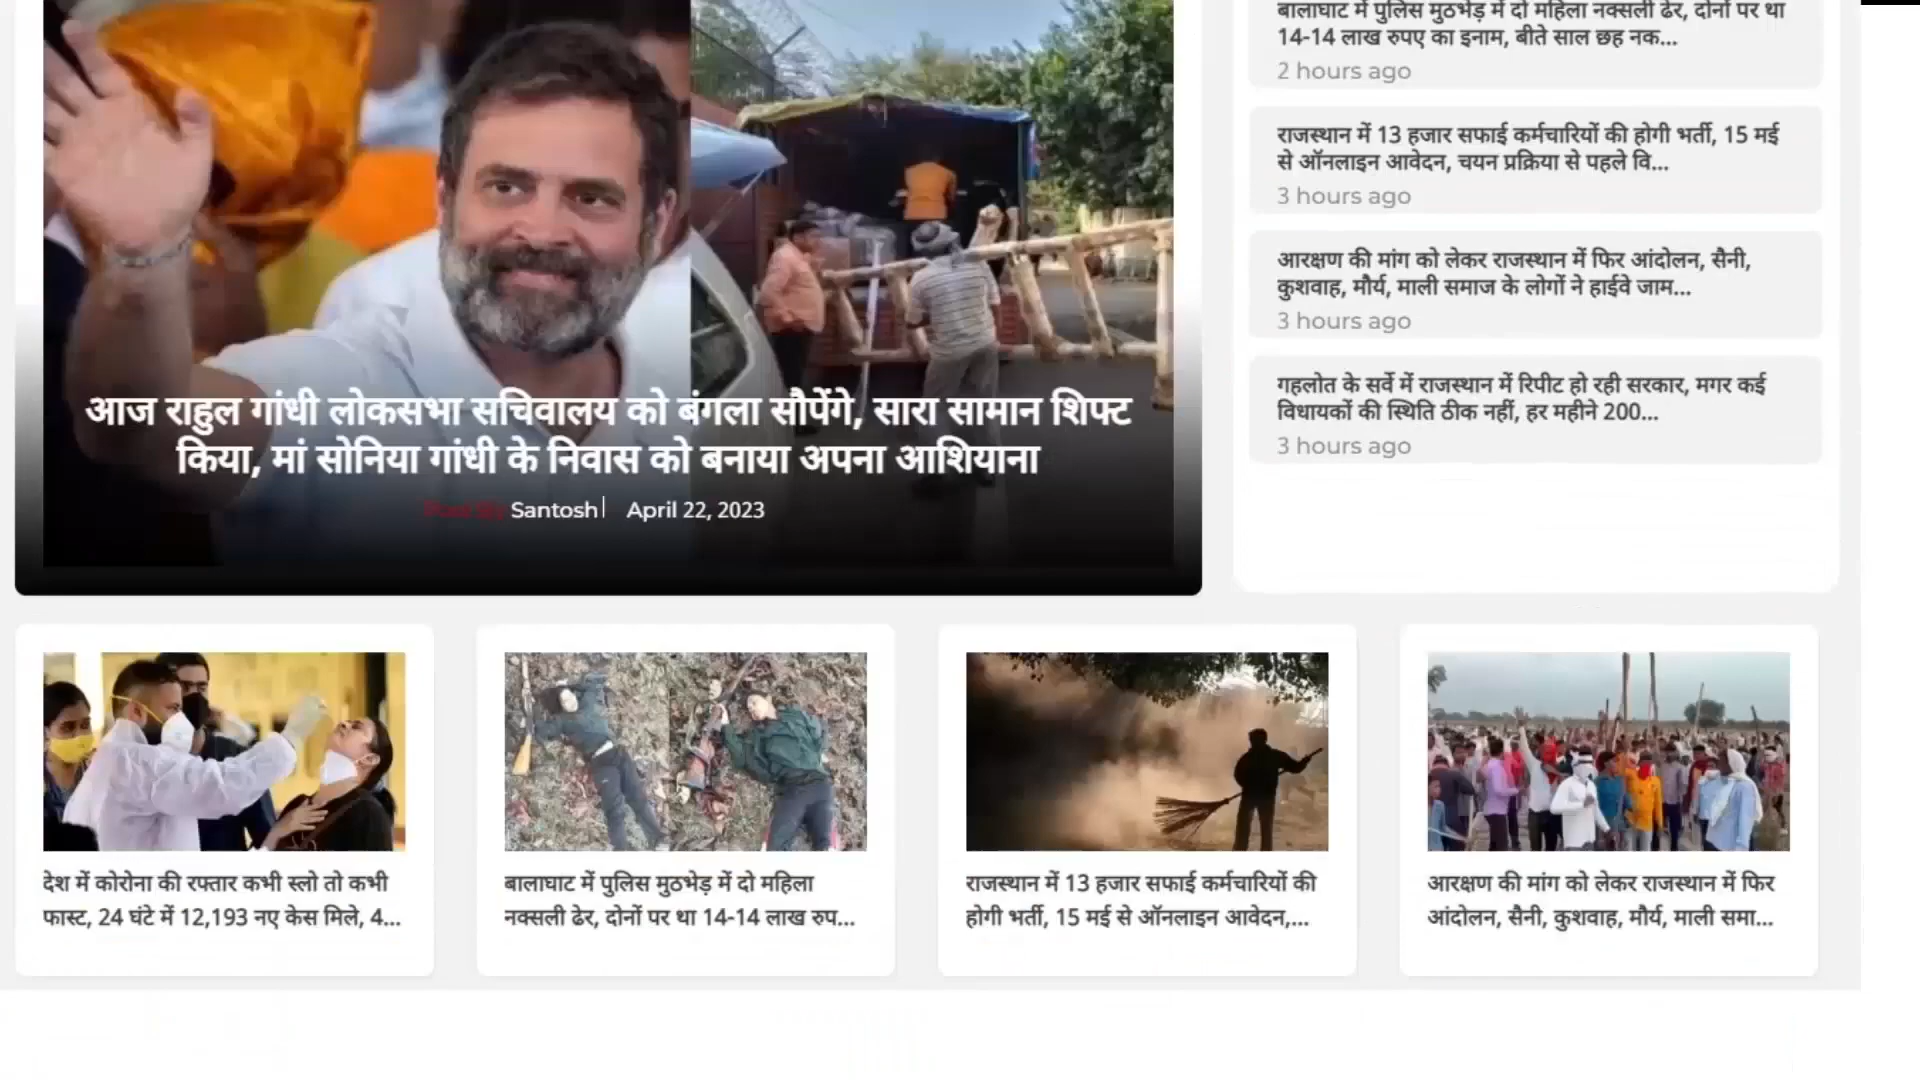 आज राहुल गांधी लोकसभा सचिवालय को बंगला सौपेंगे, सारा सामान शिफ्ट
किया, मां सोनिया गांधी के निवास को बनाया अपना आशियाना
Santosh| April 22, 2023
बालाघाट में पुलिस मुठभेड़ में दो महिला नक्सली ढेर, दोनों पर था
14-14 लाख रुपए का इनाम, बीते साल छह नक...
2 hours ago
राजस्थान में 13 हजार सफाई कर्मचारियों की होगी भर्ती, 15 मई
से ऑनलाइन आवेदन, चयन प्रक्रिया से पहले वि...
3 hours ago
आरक्षण की मांग को लेकर राजस्थान में फिर आंदोलन, सैनी,
कुशवाह, मौर्य, माली समाज के लोगों ने हाईवे जाम...
3 hours ago
गहलोत के सर्वे में राजस्थान में रिपीट हो रही सरकार, मगर कई
विधायकों की स्थिति ठीक नहीं, हर महीने 200...
3 hours ago
देश में कोरोना की रफ्तार कभी स्लो तो कभी
फास्ट, 24 घंटे में 12,193 नए केस मिले, 4...
बालाघाट में पुलिस मुठभेड़ में दो महिला
नक्सली ढेर, दोनों पर था 14-14 लाख रुप...
राजस्थान में 13 हजार सफाई कर्मचारियों की
होगी भर्ती, 15 मई से ऑनलाइन आवेदन,...
आरक्षण की मांग को लेकर राजस्थान में फिर
आंदोलन, सैनी, कुशवाह, मौर्य, माली समा...